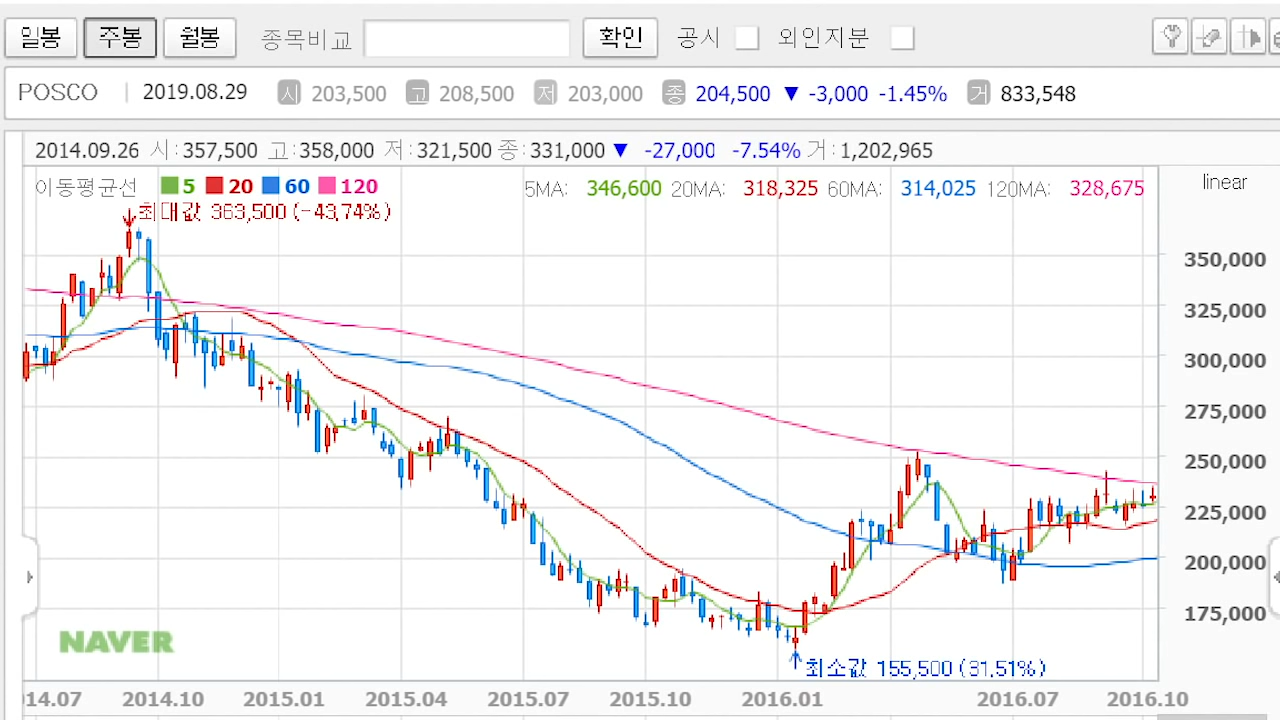 일봉 주봉 월봉 종목비교 확인 공시 외인지분
POSCO 2019.08.29 시 203,500 고 208,500 저 203,000 종 204,500 ▼ -3,000 -1.45% 거 833,548
2014.09.26 시:357,500 고:358,000 저:321,500 종:331,000 ▼ -27,000 -7.54% 거:1,202,965
이동평균선 5 20 60 120 5MA: 346,600 20MA: 318,325 60MA: 314,025 120MA: 328,675 linear
최대값 363,500 (-43,74%)
350,000
325,000
300,000
275,000
250,000
225,000
200,000
175,000
NAVER
최소값 155,500 (31,51%)
14.07 2014.10 2015.01 2015.04 2015.07 2015.10 2016.01 2016.07 2016.10